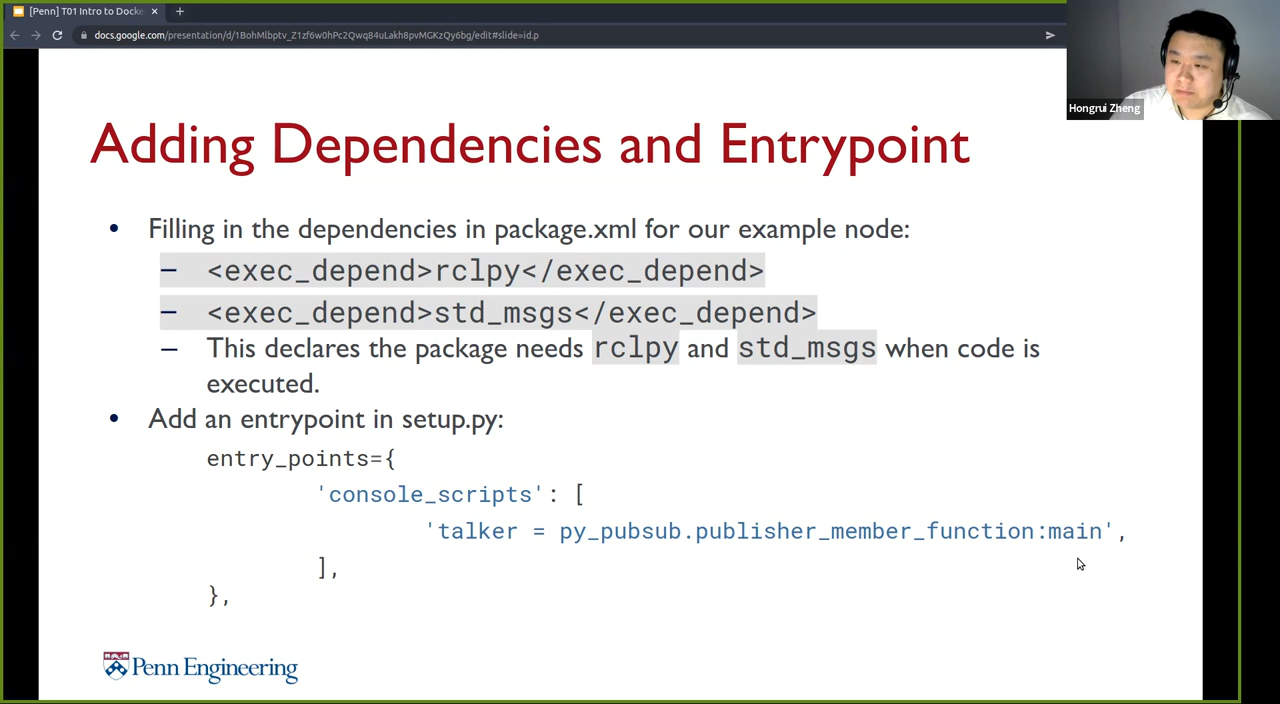 [Penn] T01 Intro to Docke
docs.google.com/presentation/d/1BohMlbptv_Z1zf6w0hPc2Qwq84uLakh8pvMGKzQy6bg/edit#slide=id.p
Hongrui Zheng
Adding Dependencies and Entrypoint
• Filling in the dependencies in package.xml for our example node:
– <exec_depend>rclpy</exec_depend>
– <exec_depend>std_msgs</exec_depend>
– This declares the package needs rclpy and std_msgs when code is
executed.
• Add an entrypoint in setup.py:
entry_points={
'console_scripts': [
'talker = py_pubsub.publisher_member_function:main',
],
},
Penn Engineering